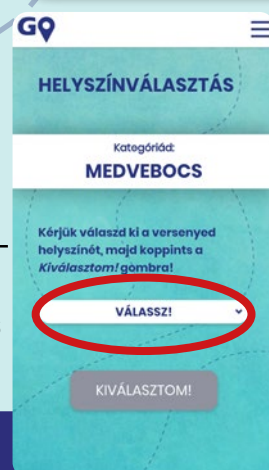 GO
HELYSZÍNVÁLASZTÁS
Kategóriád:
MEDVEBOCS
Kérjük válaszd ki a versenyed
helyszínét, majd koppints a
Kiválasztom! gombra!
VÁLASSZ!
KIVÁLASZTOM!